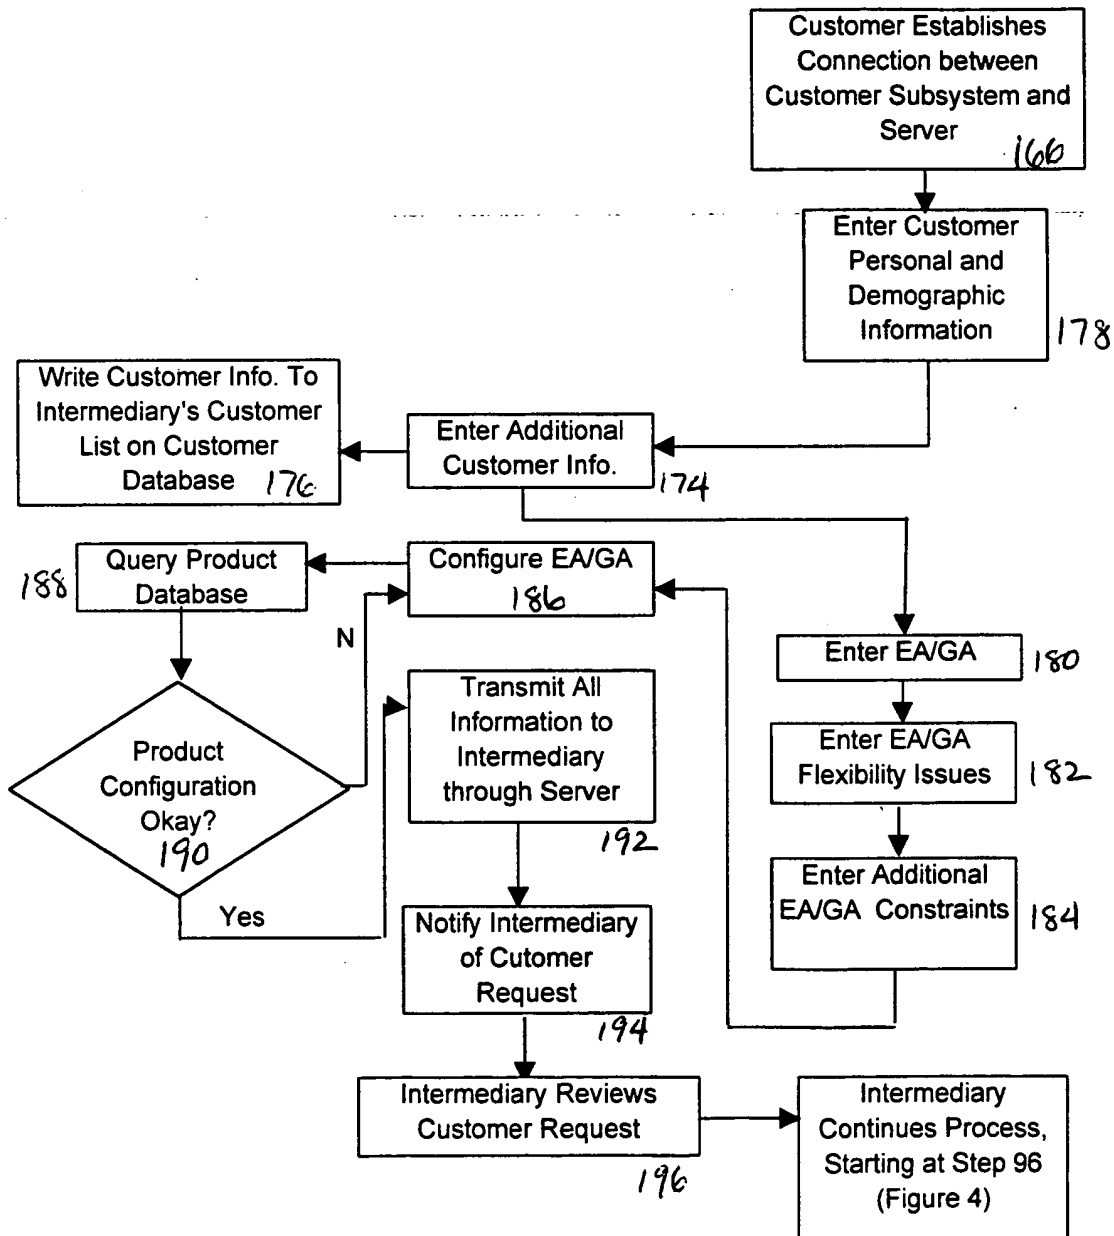 Customer Establishes
Connection between
Customer Subsystem and
Server
166
Enter Customer
Personal and
Demographic
Information
178
Write Customer Info. To
Intermediary's Customer
List on Customer
Database 176
Enter Additional
Customer Info.
174
Query Product
Database
188
Configure EA/GA
186
N
Enter EA/GA
180
Transmit All
Information to
Intermediary
through Server
192
Enter EA/GA
Flexibility Issues
182
Product
Configuration
Okay?
190
Yes
Enter Additional
EA/GA Constraints
184
Notify Intermediary
of Cutomer
Request
194
Intermediary Reviews
Customer Request
196
Intermediary
Continues Process,
Starting at Step 96
(Figure 4)